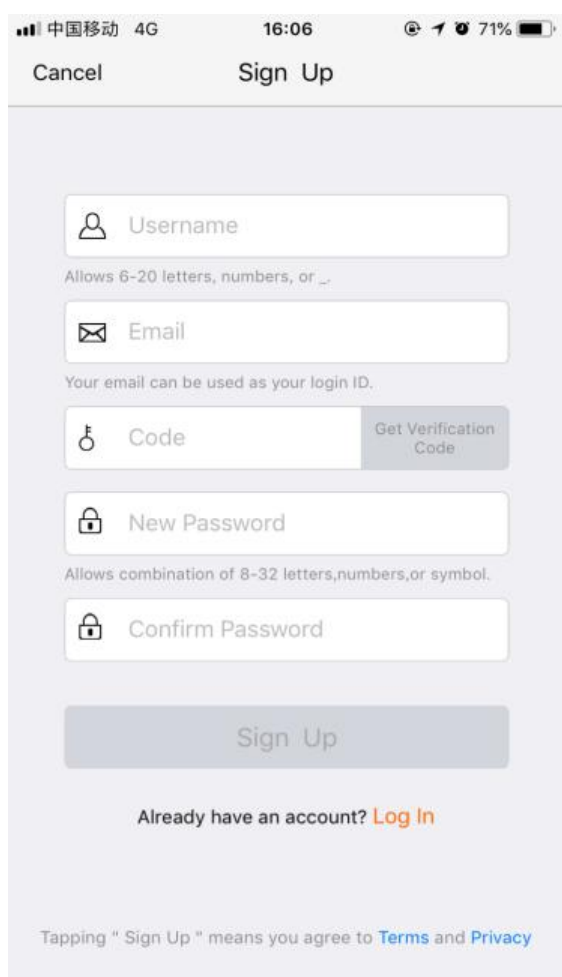 中国移动 4G 16:06 71%
Cancel Sign Up
Username
Allows 6-20 letters, numbers, or _.
Email
Your email can be used as your login ID.
Code
Get Verification
Code
New Password
Allows combination of 8-32 letters,numbers,or symbol.
Confirm Password
Sign Up
Already have an account? Log In
Tapping " Sign Up " means you agree to Terms and Privacy